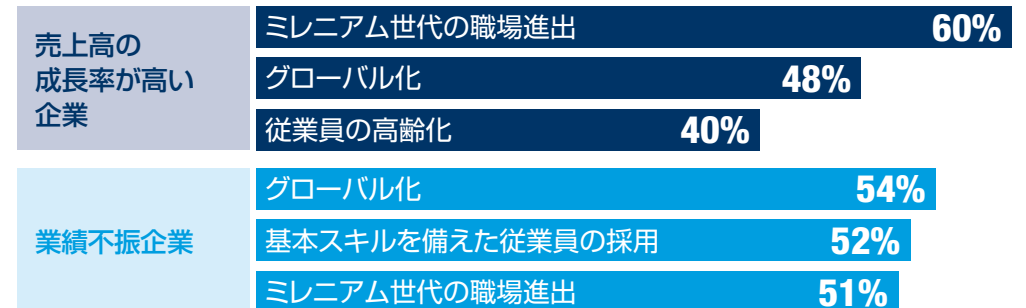 売上高の
成長率が高い
企業
ミレニアム世代の職場進出 60%
グローバル化 48%
従業員の高齢化 40%
業績不振企業
グローバル化 54%
基本スキルを備えた従業員の採用 52%
ミレニアム世代の職場進出 51%